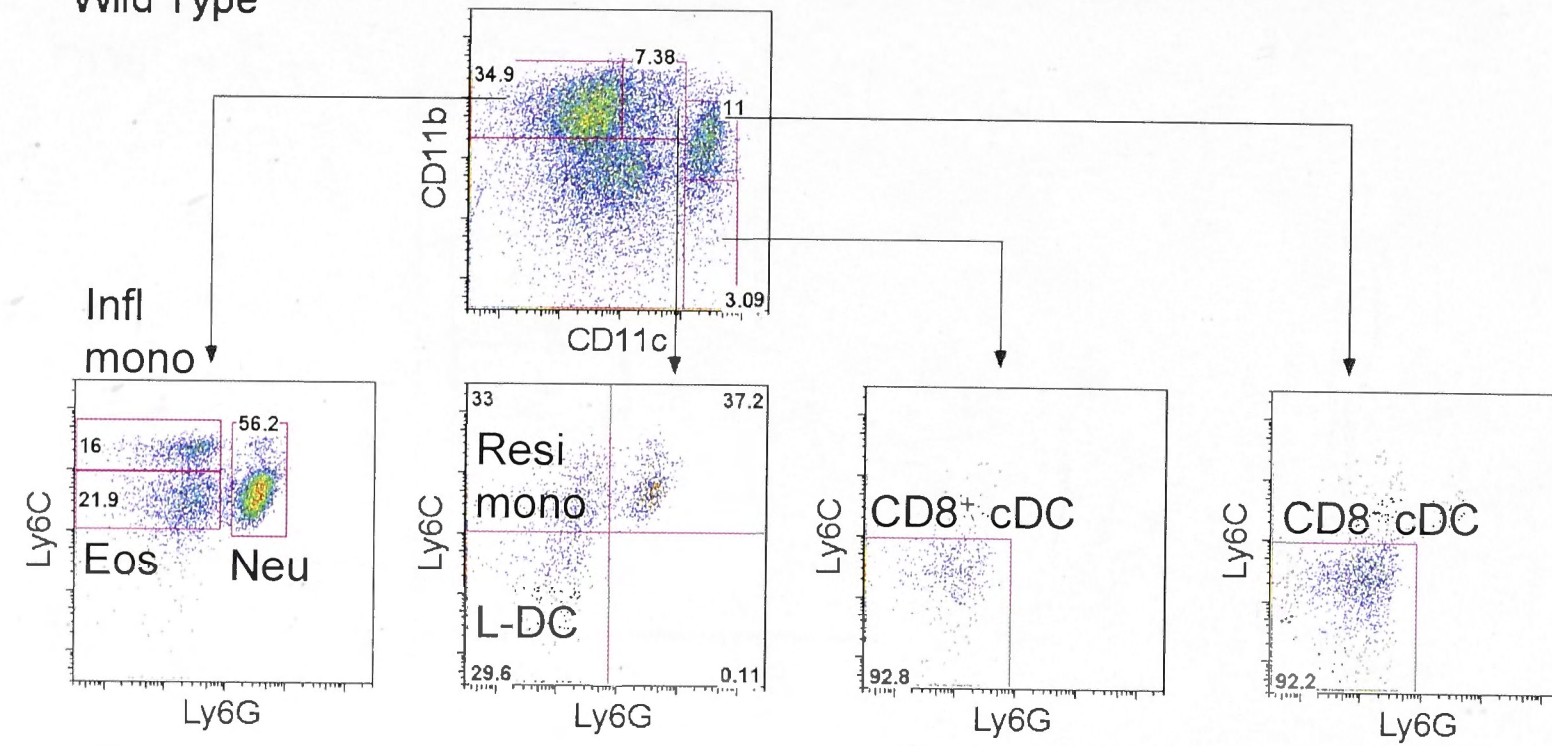 Wild Type
7.38
34.9
11
CD11b
3.09
CD11c
Infl
mono
56.2
16
21.9
Ly6C
Eos
Neu
Ly6G
33
37.2
Resi
mono
Ly6C
L-DC
29.6
0.11
Ly6G
CD8+ cDC
Ly6C
92.8
Ly6G
CD8- cDC
Ly6C
92.2
Ly6G